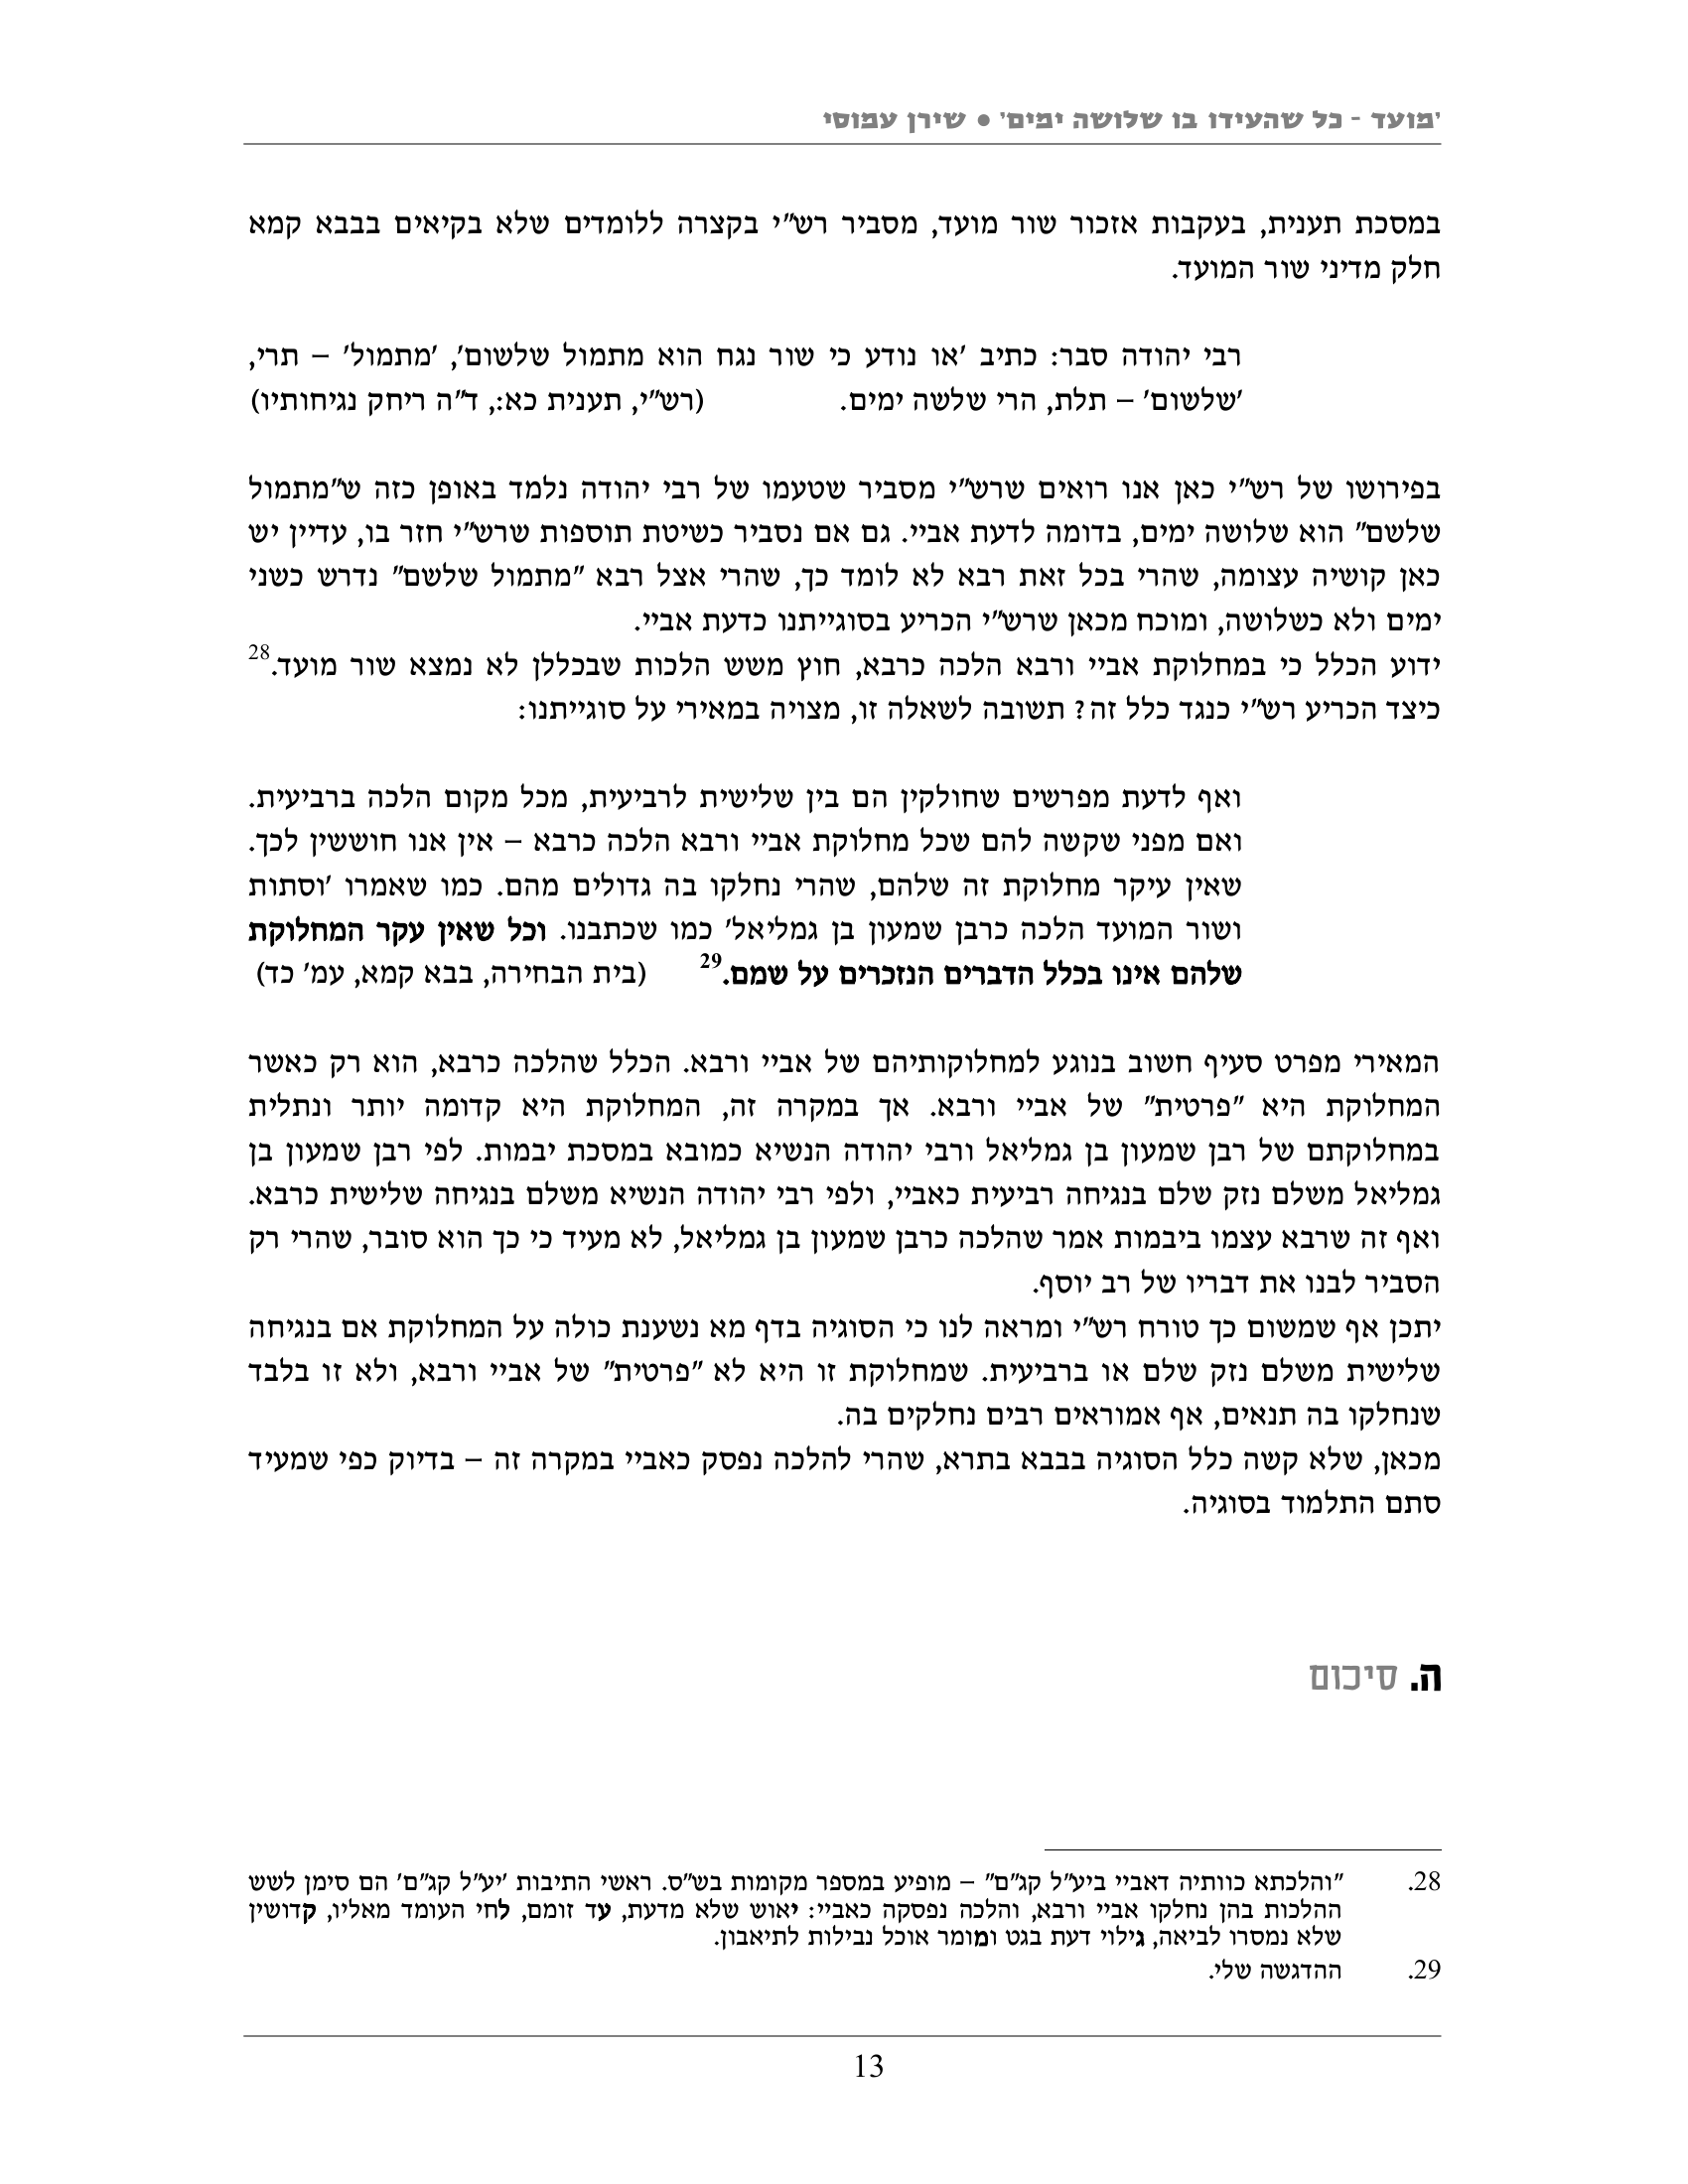 'מועד - כל שהעידו בו שלושה ימים' ● שירן עמוסי
במסכת תענית, בעקבות אזכור שור מועד, מסביר רש"י בקצרה ללומדים שלא בקיאים בבבא קמא
חלק מדיני שור המועד.
רבי יהודה סבר: כתיב 'או נודע כי שור נגח הוא מתמול שלשום', 'מתמול' – תרי,
'שלשום' – תלת, הרי שלשה ימים. (רש"י, תענית כא:, ד"ה ריחק נגיחותיו)
בפירושו של רש"י כאן אנו רואים שרש"י מסביר שטעמו של רבי יהודה נלמד באופן כזה ש"מתמול
שלשם" הוא שלושה ימים, בדומה לדעת אביי. גם אם נסביר כשיטת תוספות שרש"י חזר בו, עדיין יש
כאן קושיה עצומה, שהרי בכל זאת רבא לא לומד כך, שהרי אצל רבא "מתמול שלשם" נדרש כשני
ימים ולא כשלושה, ומוכח מכאן שרש"י הכריע בסוגייתנו כדעת אביי.
ידוע הכלל כי במחלוקת אביי ורבא הלכה כרבא, חוץ משש הלכות שבכללן לא נמצא שור מועד.28
כיצד הכריע רש"י כנגד כלל זה? תשובה לשאלה זו, מצויה במאירי על סוגייתנו:
ואף לדעת מפרשים שחולקין הם בין שלישית לרביעית, מכל מקום הלכה ברביעית.
ואם מפני שקשה להם שכל מחלוקת אביי ורבא הלכה כרבא – אין אנו חוששין לכך.
שאין עיקר מחלוקת זה שלהם, שהרי נחלקו בה גדולים מהם. כמו שאמרו 'וסתות
ושור המועד הלכה כרבן שמעון בן גמליאל' כמו שכתבנו. וכל שאין עקר המחלוקת
שלהם אינו בכלל הדברים הנזכרים על שמם.29 (בית הבחירה, בבא קמא, עמ' כד)
המאירי מפרט סעיף חשוב בנוגע למחלוקותיהם של אביי ורבא. הכלל שהלכה כרבא, הוא רק כאשר
המחלוקת היא "פרטית" של אביי ורבא. אך במקרה זה, המחלוקת היא קדומה יותר ונתלית
במחלוקתם של רבן שמעון בן גמליאל ורבי יהודה הנשיא כמובא במסכת יבמות. לפי רבן שמעון בן
גמליאל משלם נזק שלם בנגיחה רביעית כאביי, ולפי רבי יהודה הנשיא משלם בנגיחה שלישית כרבא.
ואף זה שרבא עצמו ביבמות אמר שהלכה כרבן שמעון בן גמליאל, לא מעיד כי כך הוא סובר, שהרי רק
הסביר לבנו את דבריו של רב יוסף.
יתכן אף שמשום כך טורח רש"י ומראה לנו כי הסוגיה בדף מא נשענת כולה על המחלוקת אם בנגיחה
שלישית משלם נזק שלם או ברביעית. שמחלוקת זו היא לא "פרטית" של אביי ורבא, ולא זו בלבד
שנחלקו בה תנאים, אף אמוראים רבים נחלקים בה.
מכאן, שלא קשה כלל הסוגיה בבבא בתרא, שהרי להלכה נפסק כאביי במקרה זה – בדיוק כפי שמעיד
סתם התלמוד בסוגיה.
ה. סיכום
28. "והלכתא כוותיה דאביי ביע"ל קג"ם" – מופיע במספר מקומות בש"ס. ראשי התיבות 'יע"ל קג"ם' הם סימן לשש
ההלכות בהן נחלקו אביי ורבא, והלכה נפסקה כאביי: יאוש שלא מדעת, עד זומם, לחי העומד מאליו, קדושין
שלא נמסרו לביאה, גילוי דעת בגט ומומר אוכל נבילות לתיאבון.
29. ההדגשה שלי.
13